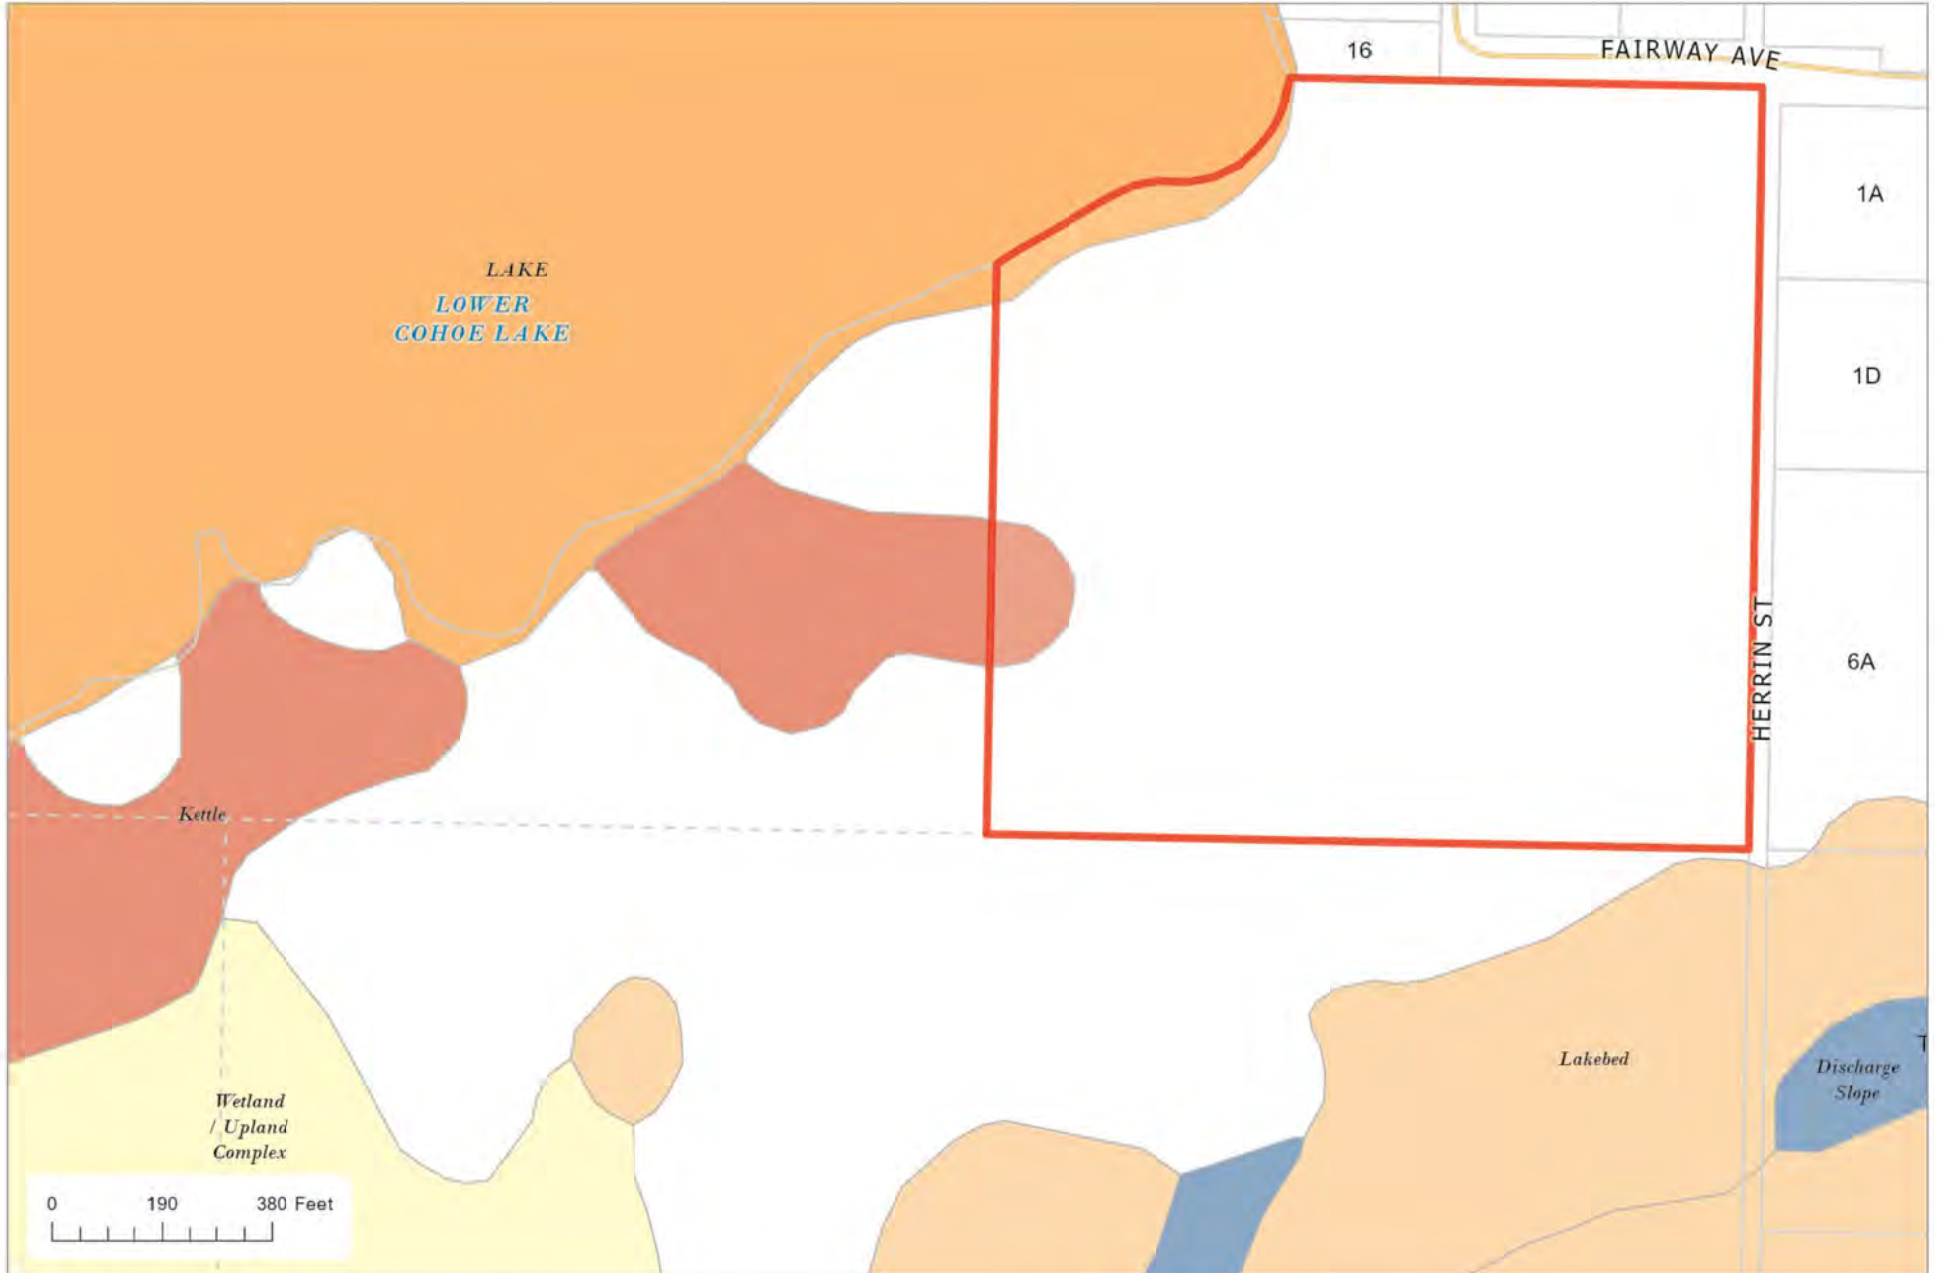 16
FAIRWAY AVE
1A
LAKE
LOWER
COHOE LAKE
1D
HERRIN ST
6A
Kettle
Lakebed
Discharge
Slope
T
Wetland
/ Upland
Complex
0 190 380 Feet